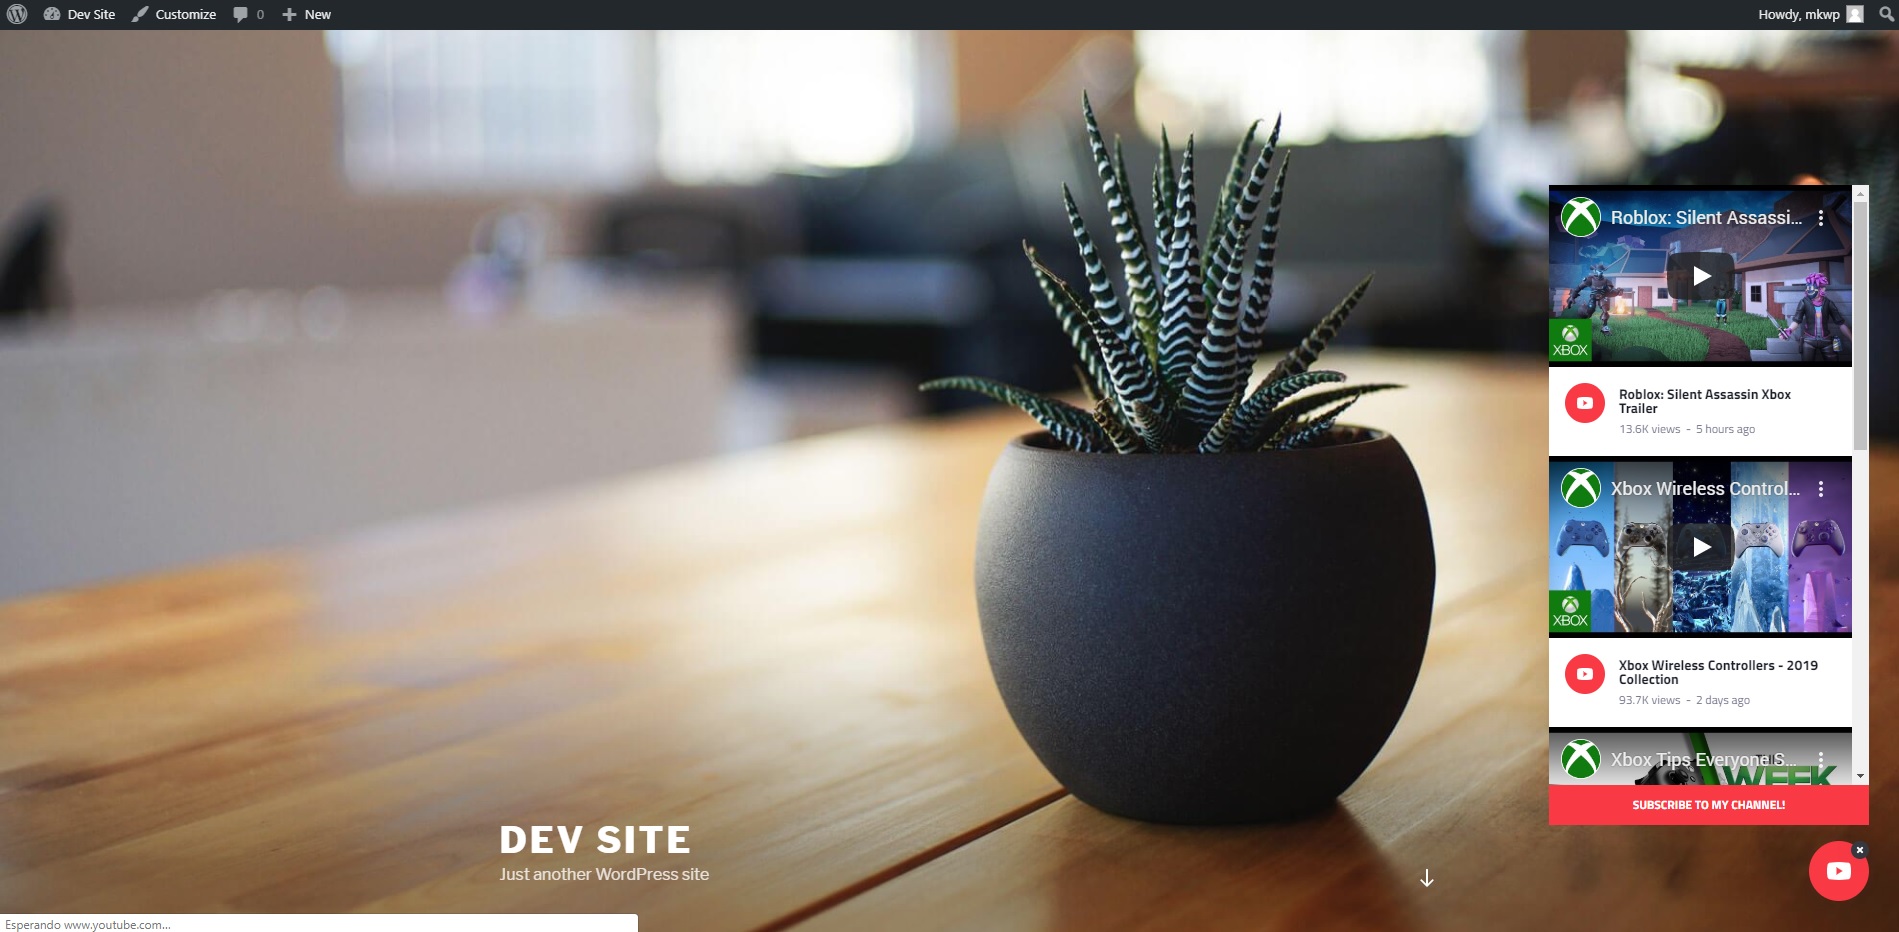 Dev Site Customize 0 New Howdy, mkwp
Roblox: Silent Assassi...
XBOX
Roblox: Silent Assassin Xbox
Trailer
13.6K views - 5 hours ago
Xbox Wireless Control...
XBOX
Xbox Wireless Controllers - 2019
Collection
93.7K views - 2 days ago
Xbox Tips Everyone S...
THIS
WEEK
SUBSCRIBE TO MY CHANNEL!
DEV SITE
Just another WordPress site
Esperando www.youtube.com...